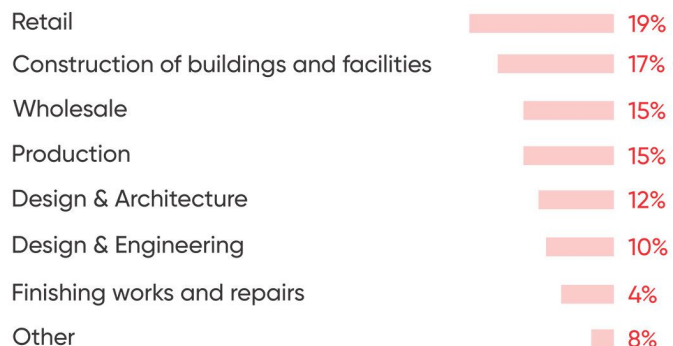 Retail 19%
Construction of buildings and facilities 17%
Wholesale 15%
Production 15%
Design & Architecture 12%
Design & Engineering 10%
Finishing works and repairs 4%
Other 8%